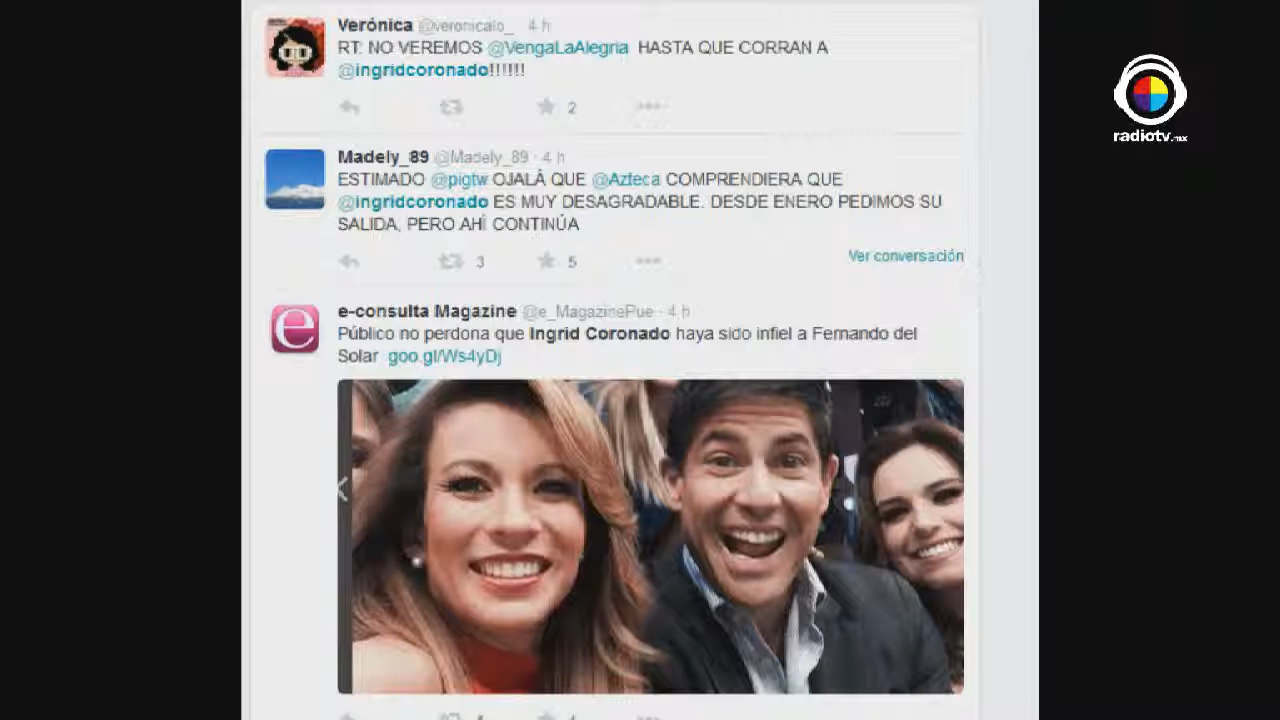 Verónica @veronicalo_ · 4 h
RT: NO VEREMOS @VengaLaAlegria HASTA QUE CORRAN A
@ingridcoronado!!!!!!
2
Madely_89 @Madely_89 · 4 h
ESTIMADO @pigtw OJALÁ QUE @Azteca COMPRENDIERA QUE
@ingridcoronado ES MUY DESAGRADABLE. DESDE ENERO PEDIMOS SU
SALIDA, PERO AHÍ CONTINÚA
3 5
Ver conversación
e-consulta Magazine @e_MagazinePue · 4 h
Público no perdona que Ingrid Coronado haya sido infiel a Fernando del
Solar goo.gl/Ws4yDj
radiotv.mx